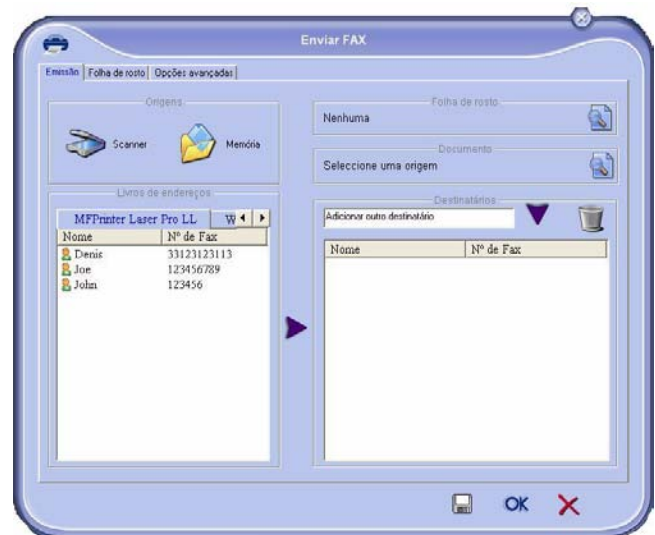 Enviar FAX
Emissão Folha de rosto Opções avançadas
Origens
Scanner Memória
Livros de endereços
MFPrinter Laser Pro LL W
Nome Nº de Fax
Denis 33123123113
Joe 123456789
John 123456
Folha de rosto
Nenhuma
Documento
Seleccione uma origem
Destinatários
Adicionar outro destinatário
Nome Nº de Fax
OK